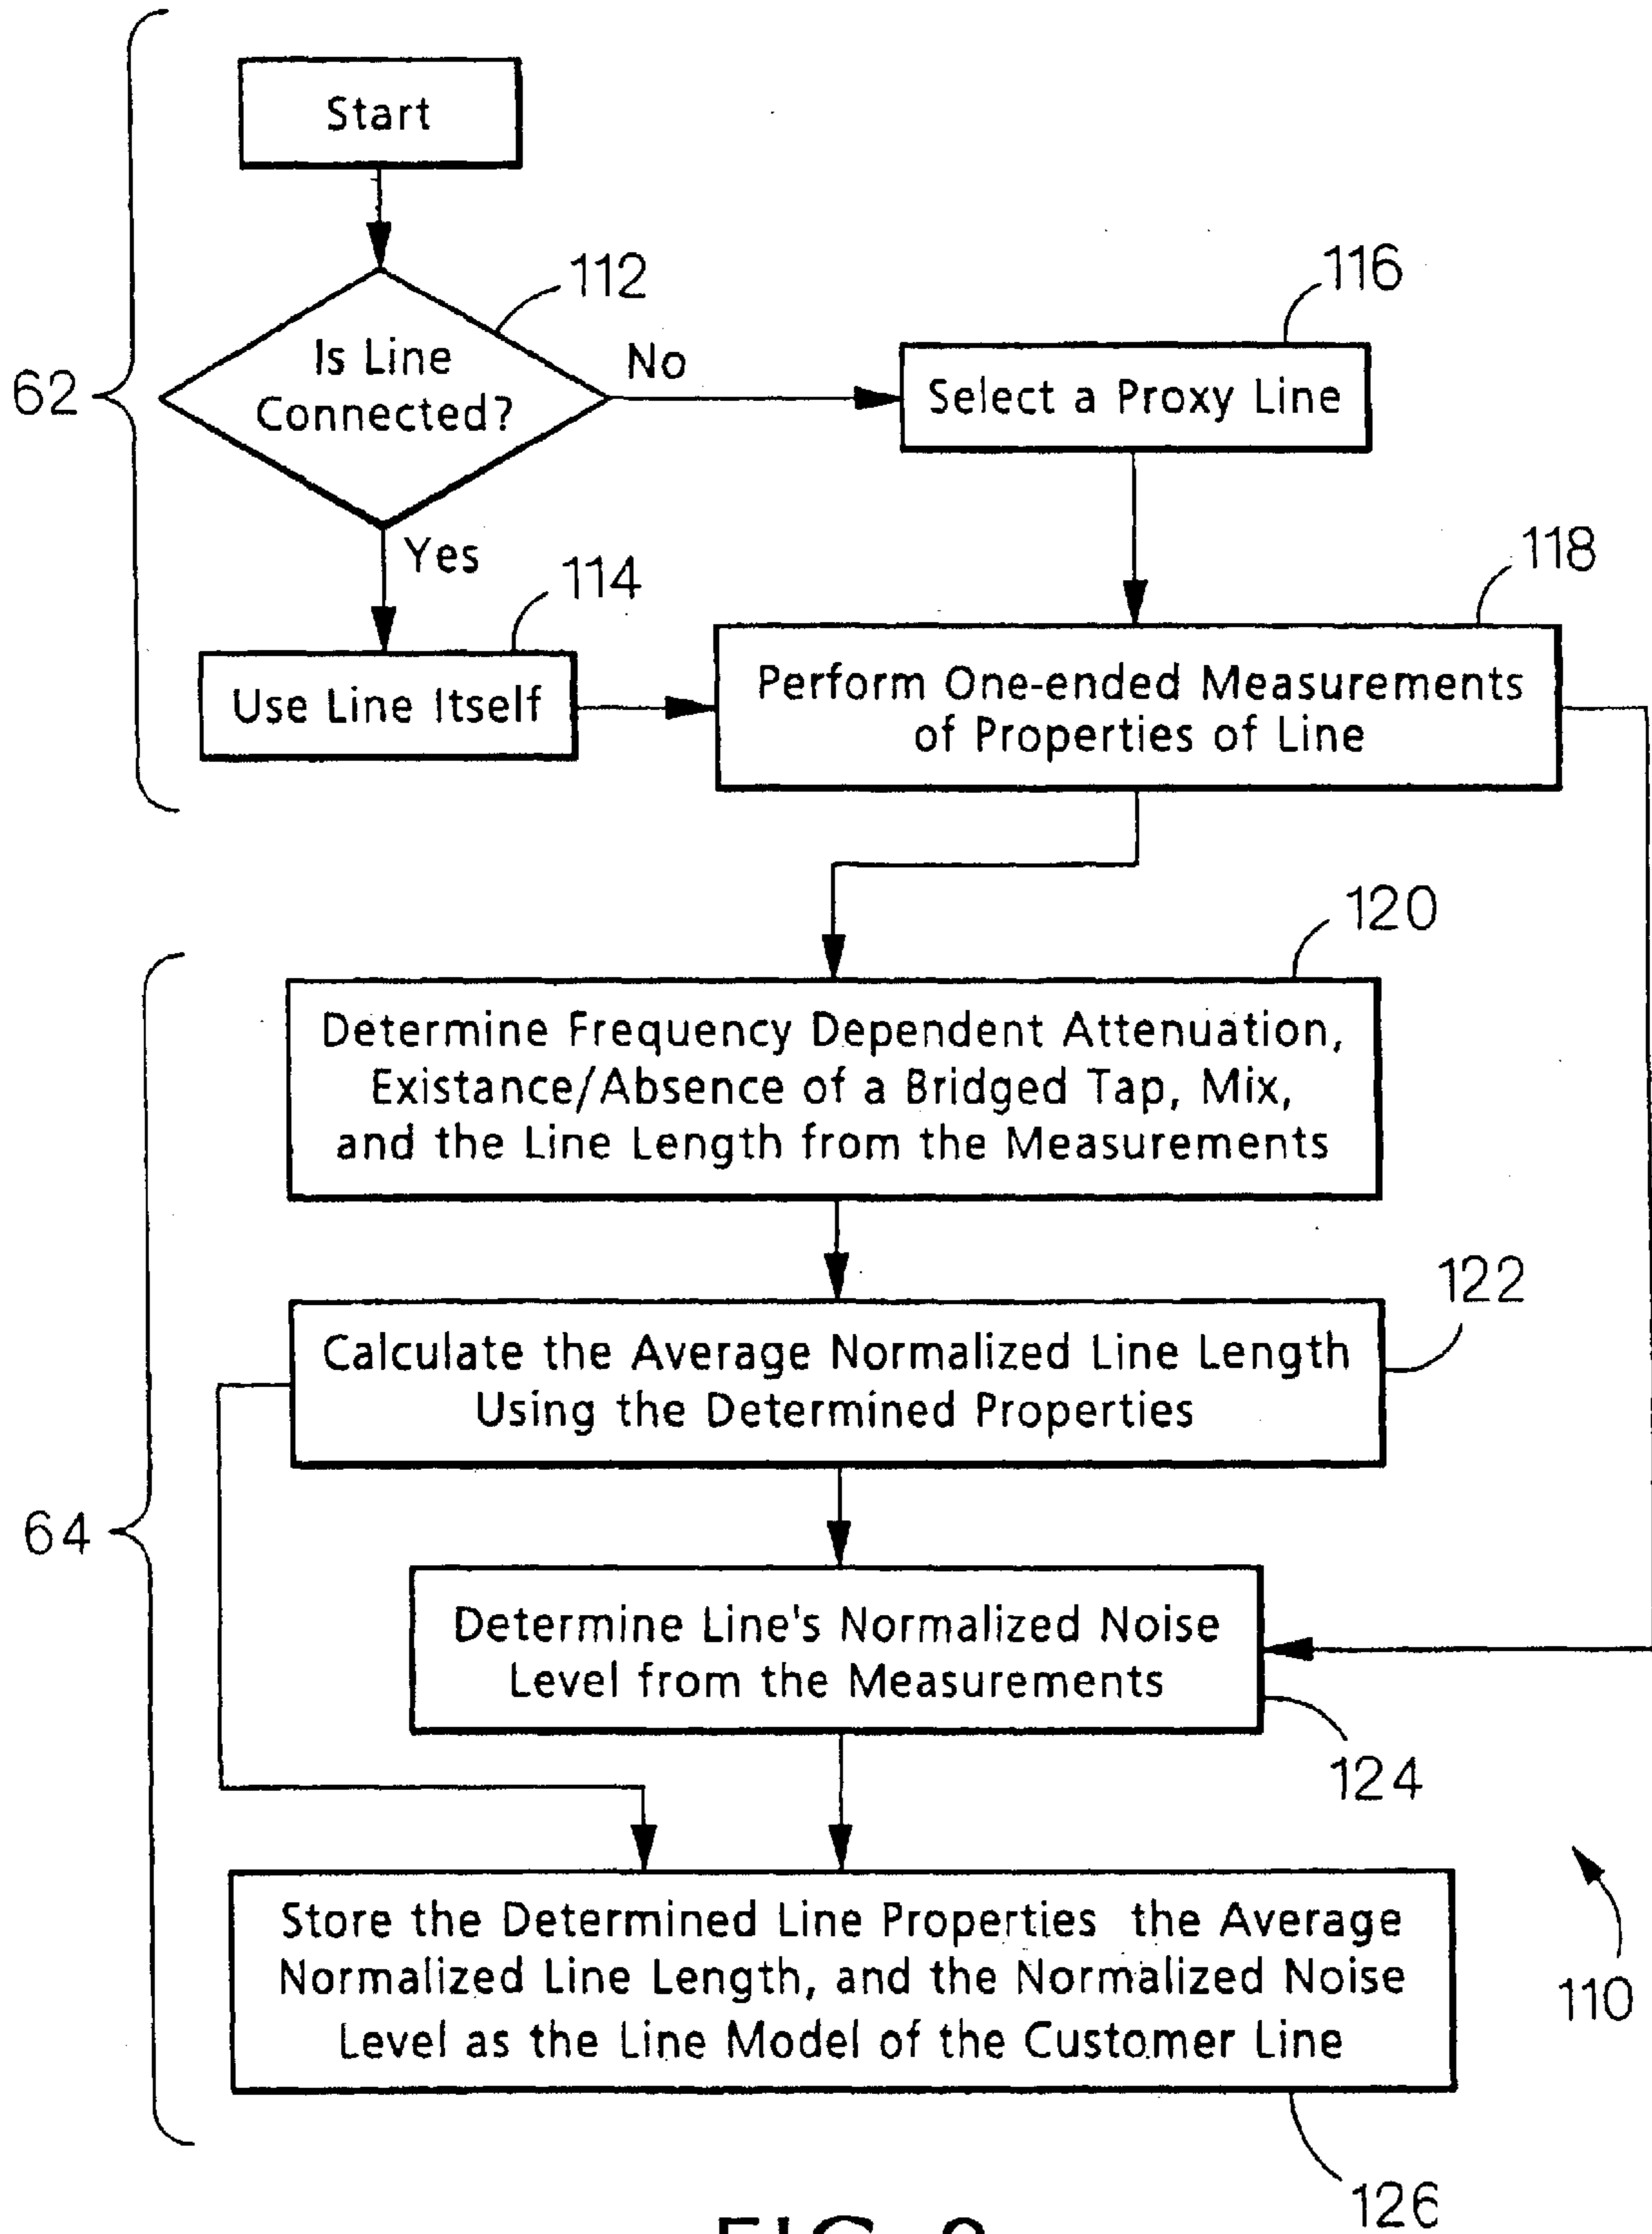 Start
112
116
Is Line
Connected?
No
Select a Proxy Line
62
Yes
114
118
Use Line Itself
Perform One-ended Measurements
of Properties of Line
120
Determine Frequency Dependent Attenuation,
Existance/Absence of a Bridged Tap, Mix,
and the Line Length from the Measurements
122
Calculate the Average Normalized Line Length
Using the Determined Properties
64
Determine Line's Normalized Noise
Level from the Measurements
124
Store the Determined Line Properties the Average
Normalized Line Length, and the Normalized Noise
Level as the Line Model of the Customer Line
110
126
FIG